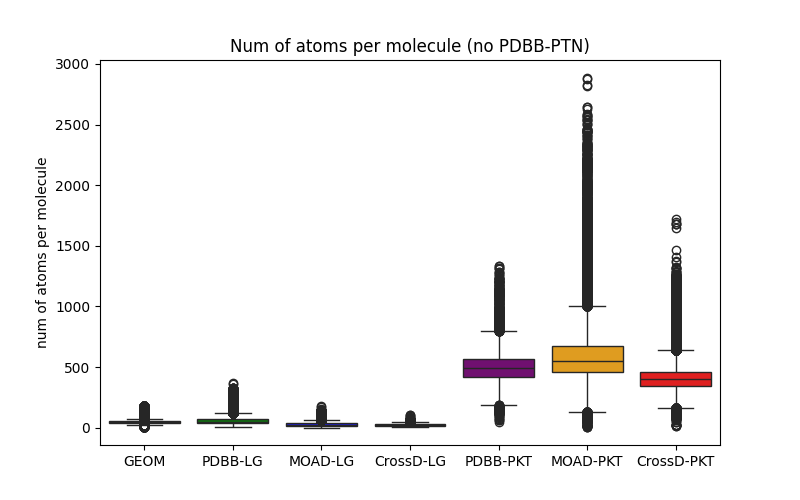 Num of atoms per molecule (no PDBB-PTN)
3000
2500
2000
1500
1000
500
0
num of atoms per molecule
GEOM PDBB-LG MOAD-LG CrossD-LG PDBB-PKT MOAD-PKT CrossD-PKT